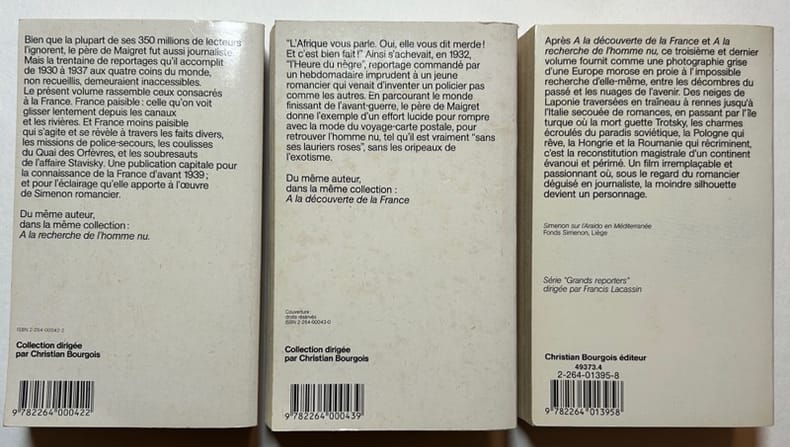 Bien que la plupart de ses 350 millions de lecteurs
l'ignorent, le père de Maigret fut aussi journaliste.
Mais la trentaine de reportages qu'il accomplit
de 1930 à 1937 aux quatre coins du monde,
non recueillis, demeuraient inaccessibles.
Le présent volume rassemble ceux consacrés
à la France. France paisible : celle qu'on voit
glisser lentement depuis les canaux
et les rivières. Et France moins paisible
qui s'agite et se révèle à travers les faits divers,
les missions de police-secours, les coulisses
du Quai des Orfèvres, et les soubresauts
de l'affaire Stavisky. Une publication capitale pour
la connaissance de la France d'avant 1939 ;
et pour l'éclairage qu'elle apporte à l'œuvre
de Simenon romancier.
Du même auteur,
dans la même collection :
A la recherche de l'homme nu.
ISBN 2-264-00042-2
Collection dirigée
par Christian Bourgois
9 782264 000422
"L'Afrique vous parle. Oui, elle vous dit merde !
Et c'est bien fait !" Ainsi s'achevait, en 1932,
"l'Heure du nègre", reportage commandé par
un hebdomadaire imprudent à un jeune
romancier qui venait d'inventer un policier pas
comme les autres. En parcourant le monde
finissant de l'avant-guerre, le père de Maigret
donne l'exemple d'un effort lucide pour rompre
avec la mode du voyage-carte postale, pour
retrouver l'homme nu, tel qu'il est vraiment "sans
ses lauriers roses", sans les oripeaux de
l'exotisme.
Du même auteur,
dans la même collection :
A la découverte de la France
Couverture :
droits réservés
ISBN 2-264-00043-0
Collection dirigée
par Christian Bourgois
9 782264 000439
Après A la découverte de la France et A la
recherche de l'homme nu, ce troisième et dernier
volume fournit comme une photographie grise
d'une Europe morose en proie à l'impossible
recherche d'elle-même, entre les décombres du
passé et les nuages de l'avenir. Des neiges de
Laponie traversées en traîneau à rennes jusqu'à
l'Italie secouée de romances, en passant par l'île
turque où la mort guette Trotsky, les charmes
écroulés du paradis soviétique, la Pologne qui
rêve, la Hongrie et la Roumanie qui récriminent,
c'est la reconstitution magistrale d'un continent
évanoui et périmé. Un film irremplaçable et
passionnant où, sous le regard du romancier
déguisé en journaliste, la moindre silhouette
devient un personnage.
Simenon sur l'Araldo en Méditerranée
Fonds Simenon, Liège
Série "Grands reporters"
dirigée par Francis Lacassin
Christian Bourgois éditeur
49373.4
2-264-01395-8
9 782264 013958